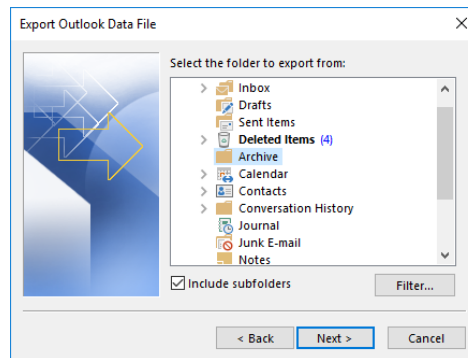 Export Outlook Data File
Select the folder to export from:
Inbox
Drafts
Sent Items
Deleted Items (4)
Archive
Calendar
Contacts
Conversation History
Journal
Junk E-mail
Notes
Include subfolders
Filter...
< Back
Next >
Cancel